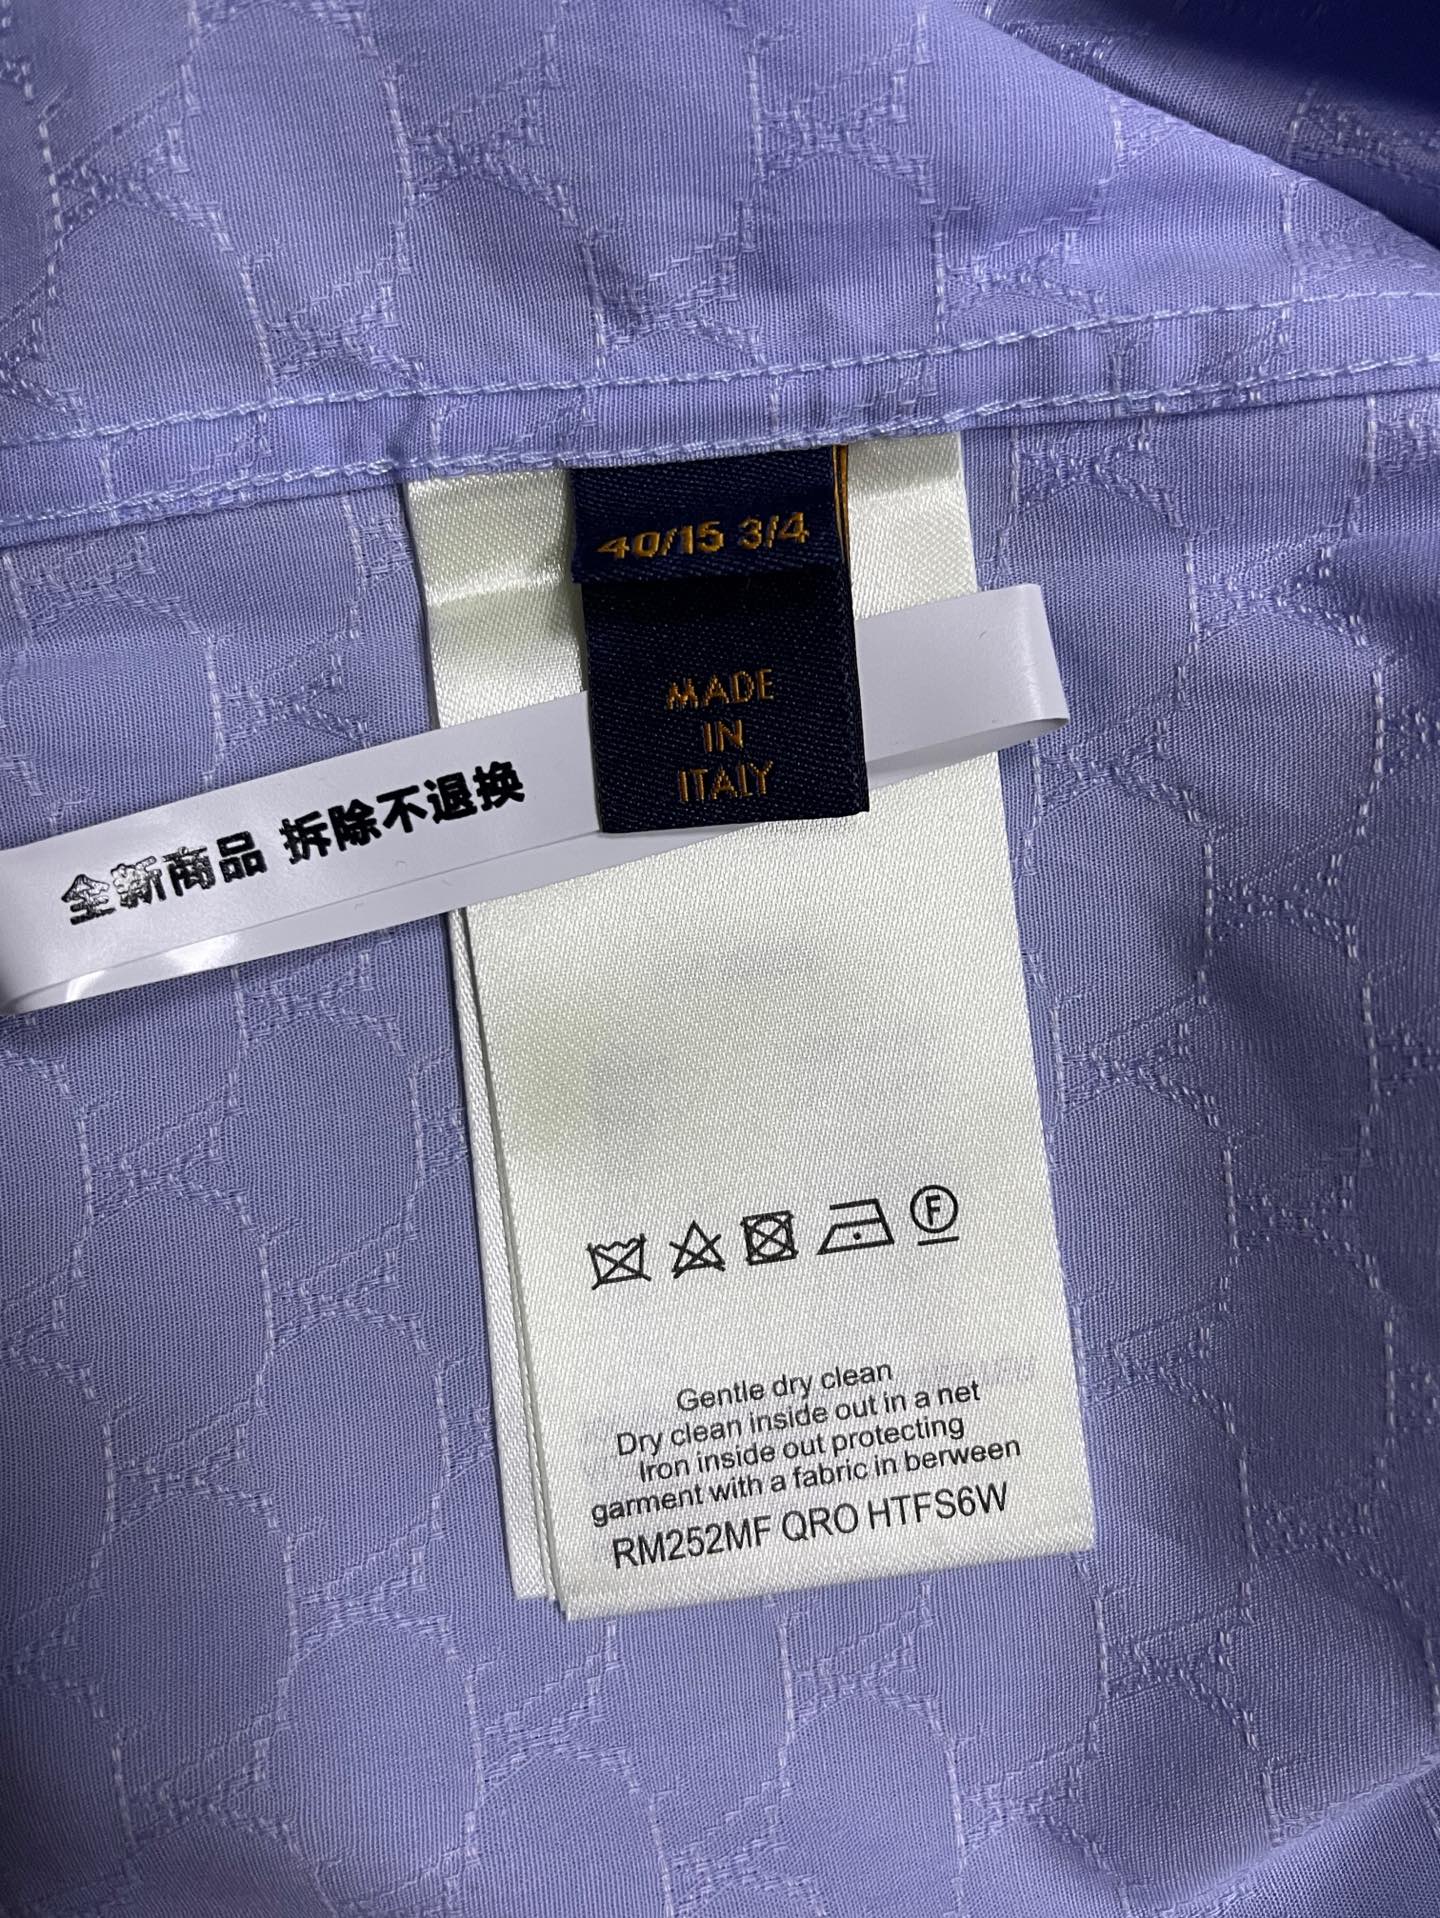 40/15 3/4
MADE
IN
ITALY
全新商品 拆除不退换
F
Gentle dry clean
Dry clean inside out in a net
Iron inside out protecting
garment with a fabric in berween
RM252MF QRO HTFS6W